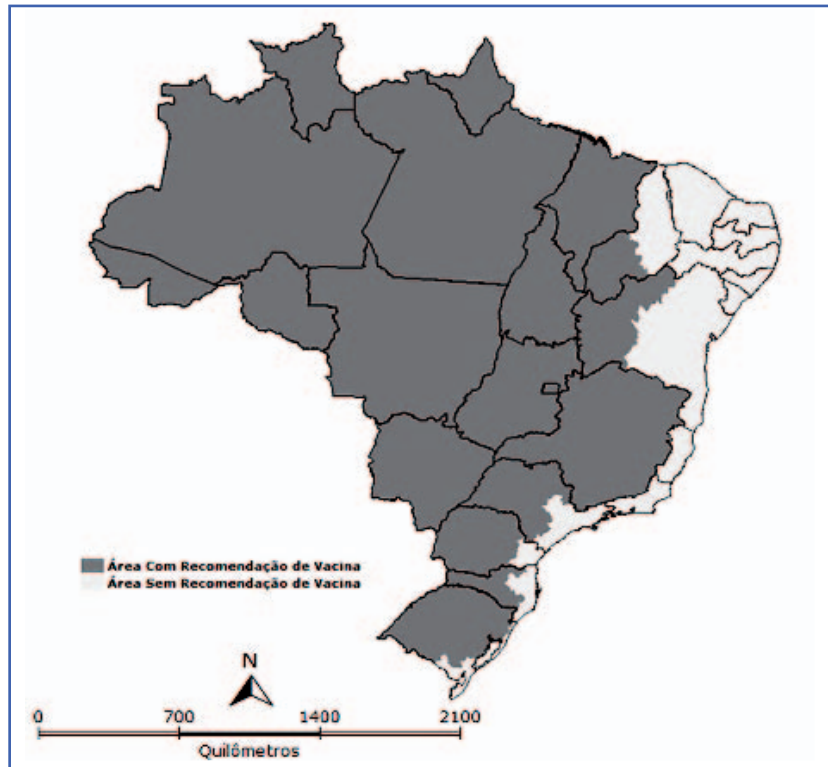 Área Com Recomendação de Vacina
Área Sem Recomendação de Vacina
N
0 700 1400 2100
Quilômetros